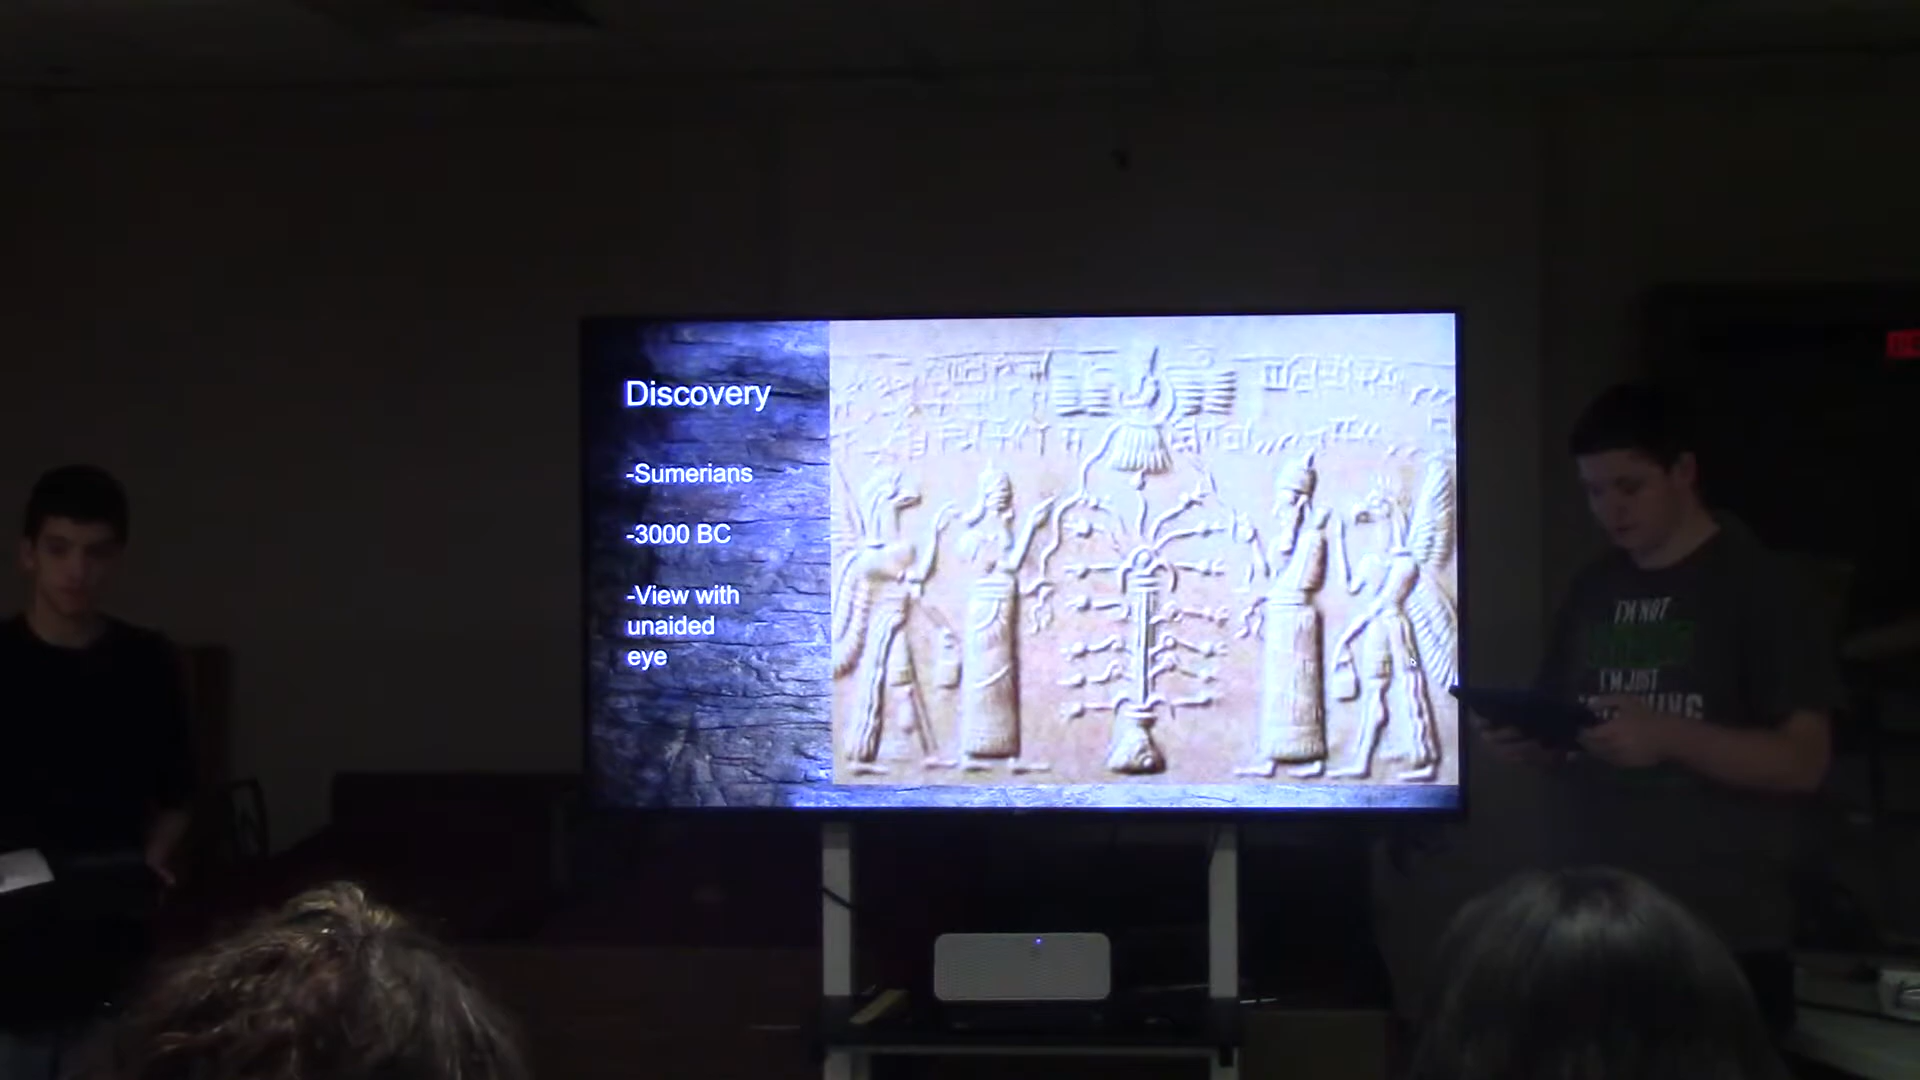 Discovery
-Sumerians
-3000 BC
-View with
unaided
eye
I'M NOT
I'M JUST